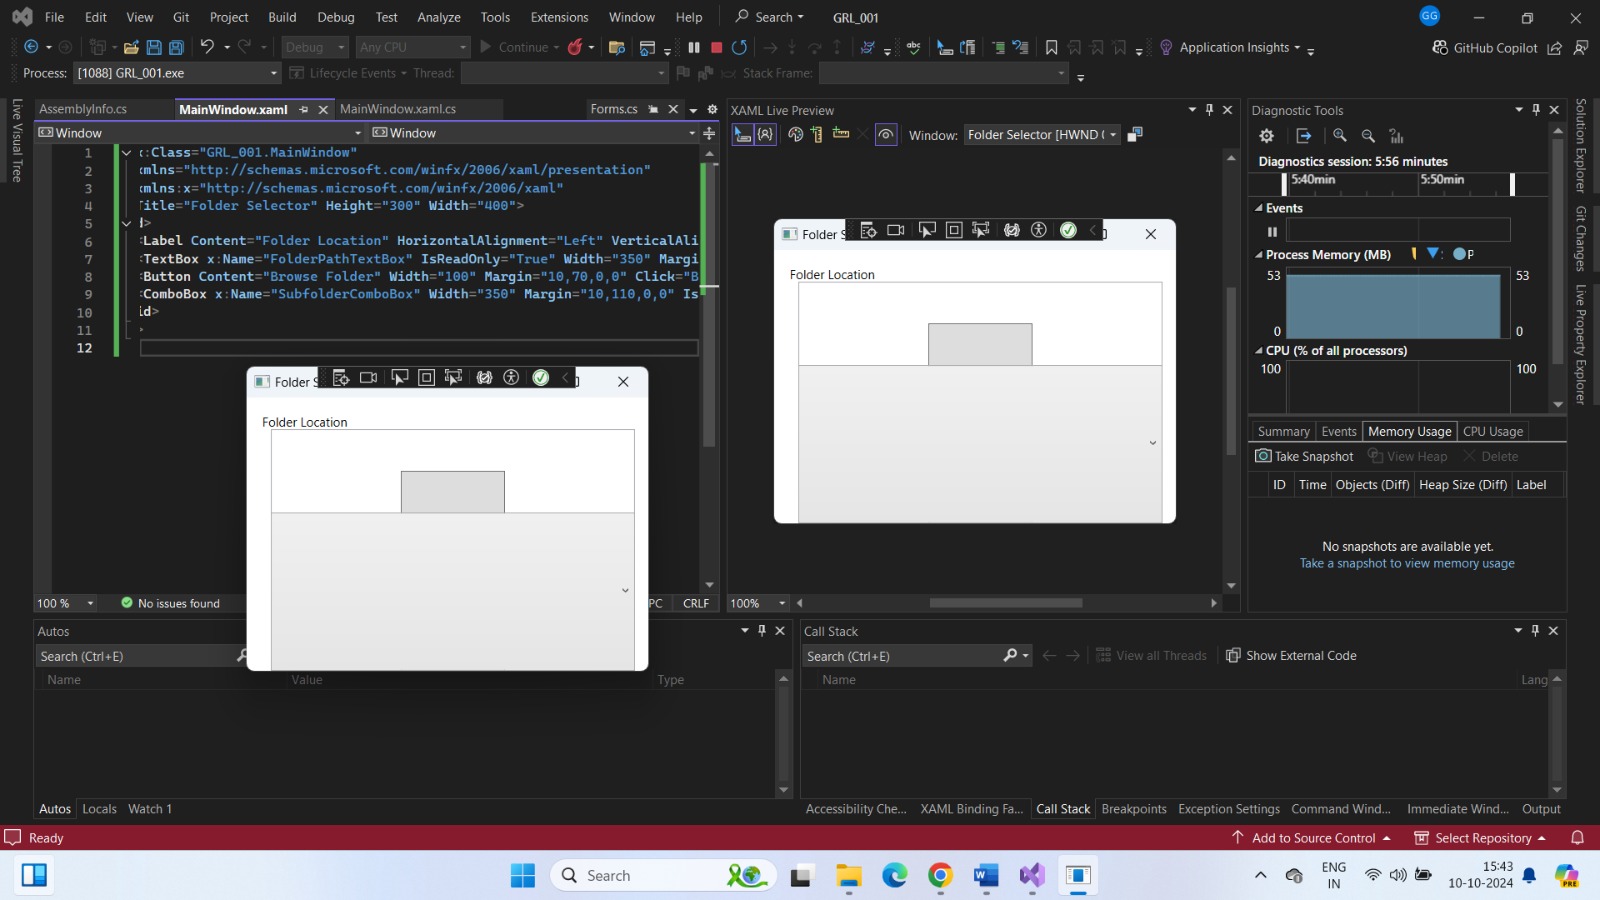 File Edit View Git Project Build Debug Test Analyze Tools Extensions Window Help Search GRL_001 GG
Debug Any CPU Continue Application Insights GitHub Copilot
Process: [1088] GRL_001.exe Lifecycle Events Thread: Stack Frame:
Live Visual Tree
AssemblyInfo.cs MainWindow.xaml MainWindow.xaml.cs Forms.cs
Window Window
1 :Class="GRL_001.MainWindow"
2 xmlns="http://schemas.microsoft.com/winfx/2006/xaml/presentation"
3 xmlns:x="http://schemas.microsoft.com/winfx/2006/xaml"
4 Title="Folder Selector" Height="300" Width="400">
5 d>
6 <Label Content="Folder Location" HorizontalAlignment="Left" VerticalAli
7 <TextBox x:Name="FolderPathTextBox" IsReadOnly="True" Width="350" Margi
8 <Button Content="Browse Folder" Width="100" Margin="10,70,0,0" Click="B
9 <ComboBox x:Name="SubfolderComboBox" Width="350" Margin="10,110,0,0" Is
10 id>
11 >
12
Folder S
Folder Location
100 % No issues found PC CRLF
XAML Live Preview
Window: Folder Selector [HWND (
Folder S
Folder Location
100%
Diagnostic Tools
Diagnostics session: 5:56 minutes
5:40min 5:50min
Events
Process Memory (MB) P
53 53
0 0
CPU (% of all processors)
100 100
Summary Events Memory Usage CPU Usage
Take Snapshot View Heap Delete
ID Time Objects (Diff) Heap Size (Diff) Label
No snapshots are available yet.
Take a snapshot to view memory usage
Solution Explorer
Git Changes
Live Property Explorer
Autos
Search (Ctrl+E)
Name Value Type
Autos Locals Watch 1
Call Stack
Search (Ctrl+E) View all Threads Show External Code
Name Lang
Accessibility Che... XAML Binding Fa... Call Stack Breakpoints Exception Settings Command Wind... Immediate Wind... Output
Ready Add to Source Control Select Repository
Search ENG IN 15:43 10-10-2024 PRE